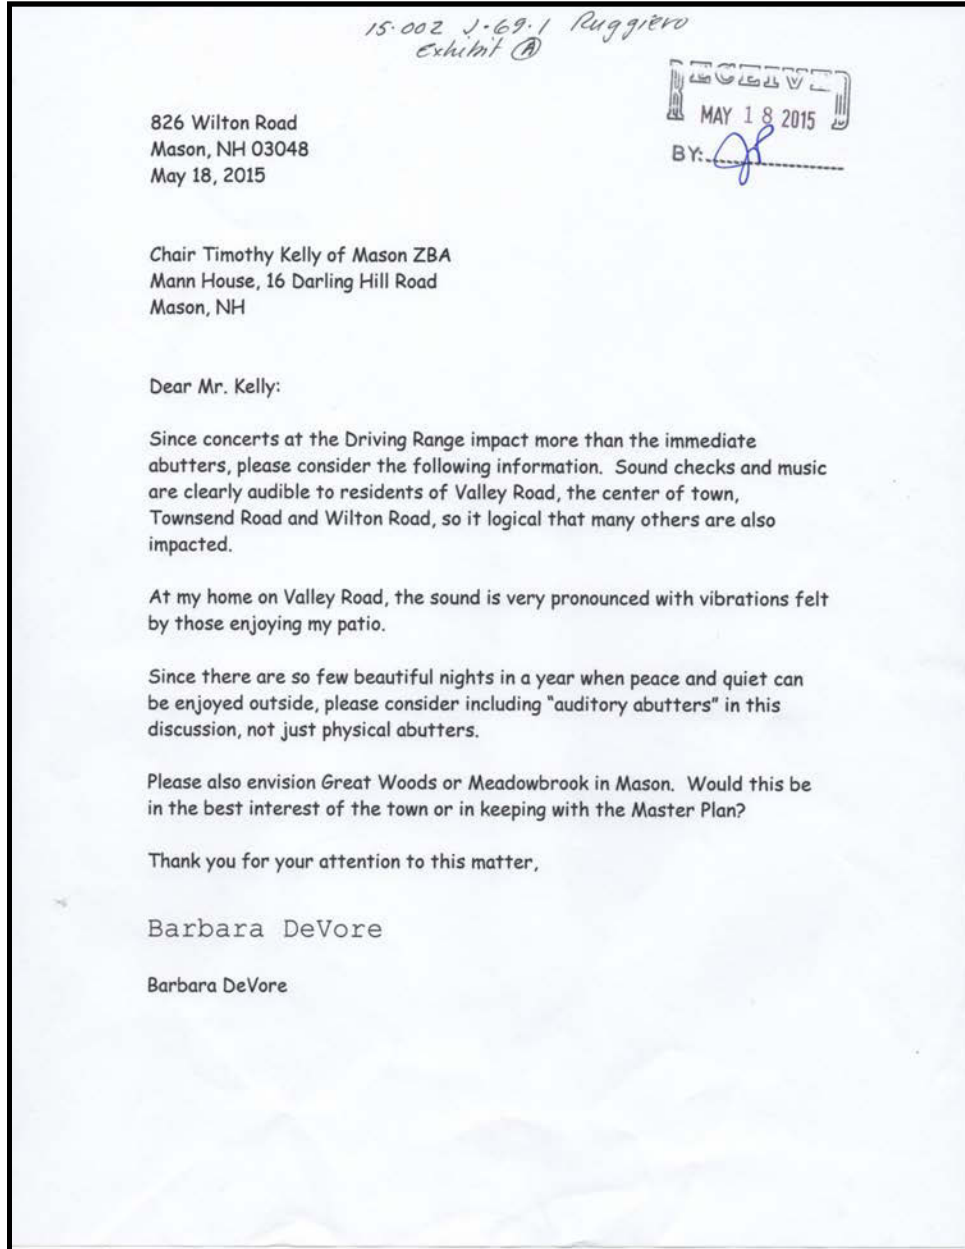 15.002 J.69.1 Ruggiero
Exhibit A
RECEIVED
MAY 18 2015
BY:
826 Wilton Road
Mason, NH 03048
May 18, 2015
Chair Timothy Kelly of Mason ZBA
Mann House, 16 Darling Hill Road
Mason, NH
Dear Mr. Kelly:
Since concerts at the Driving Range impact more than the immediate
abutters, please consider the following information.  Sound checks and music
are clearly audible to residents of Valley Road, the center of town,
Townsend Road and Wilton Road, so it logical that many others are also
impacted.
At my home on Valley Road, the sound is very pronounced with vibrations felt
by those enjoying my patio.
Since there are so few beautiful nights in a year when peace and quiet can
be enjoyed outside, please consider including “auditory abutters” in this
discussion, not just physical abutters.
Please also envision Great Woods or Meadowbrook in Mason.  Would this be
in the best interest of the town or in keeping with the Master Plan?
Thank you for your attention to this matter,
Barbara DeVore
Barbara DeVore